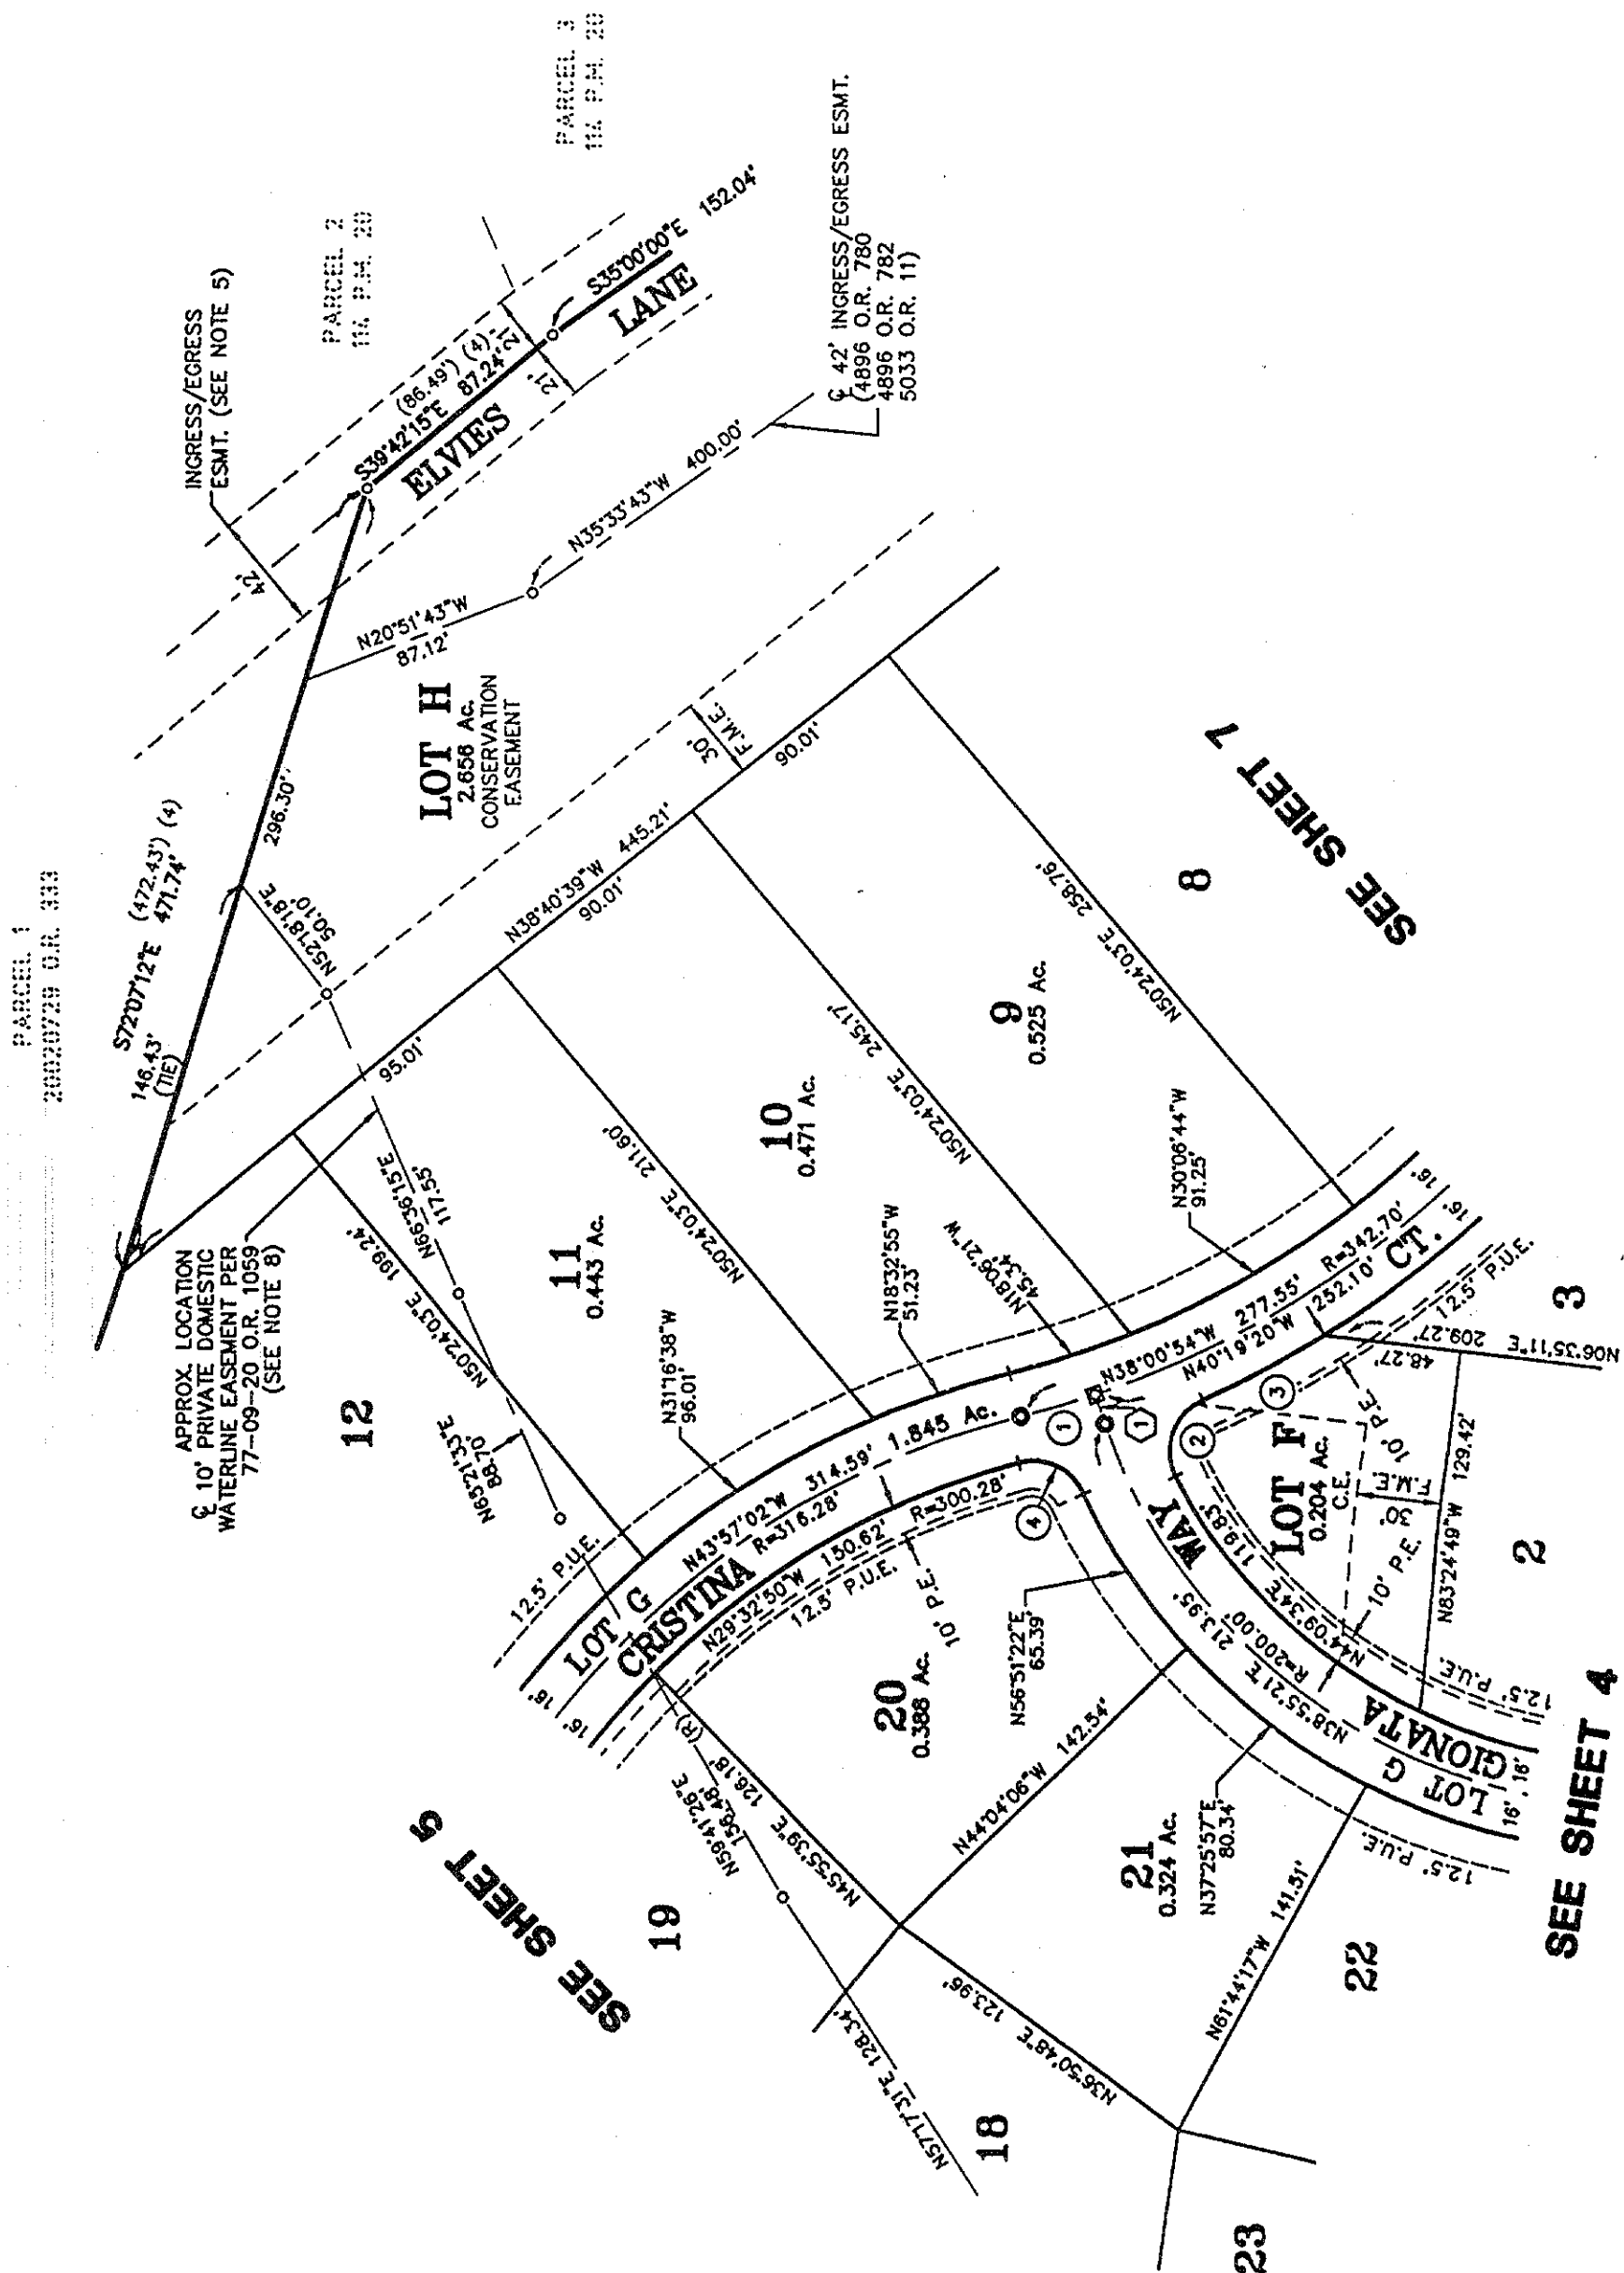 PARCEL 1
20020729 O.R. 333
PARCEL 2
114 P.M. 20
PARCEL 3
114 P.M. 20
INGRESS/EGRESS
ESMT. (SEE NOTE 5)
42'
S72°07'12"E (472.43') (4)
471.74'
146.43'
(TIE)
296.30'
S39°42'15"E 87.24'
(86.49') (4)
21'
21'
ELVIES
LANE
S35°00'00"E 152.04'
N20°51'43"W
87.12'
N35°33'43"W 400.00'
℄ 42' INGRESS/EGRESS ESMT.
(4896 O.R. 780
4896 O.R. 782
5033 O.R. 11)
LOT H
2.656 Ac.
CONSERVATION
EASEMENT
N52°18'18"E
50.10'
30'
F.M.E.
N38°40'39"W 445.21'
95.01'
90.01'
90.01'
℄ 10' APPROX. LOCATION
PRIVATE DOMESTIC
WATERLINE EASEMENT PER
77-09-20 O.R. 1059
(SEE NOTE 8)
12
N50°24'03"E 199.24'
N66°36'15"E
117.55'
N63°21'33"E
88.70'
11
0.443 Ac.
N50°24'03"E 211.60'
10
0.471 Ac.
N50°24'03"E 245.17'
9
0.525 Ac.
N50°24'03"E 258.76'
8
SEE SHEET 7
N31°16'38"W
96.01'
N18°32'55"W
51.23'
N18°06'21"W
45.34'
N30°06'44"W
91.25'
12.5' P.U.E.
LOT G
CRISTINA
16'
16'
N43°57'02"W 314.59'
R=316.28'
1.845 Ac.
N29°32'50"W 150.62' R=300.28'
12.5' P.U.E.
10' P.E.
N38°00'54"W 277.55' R=342.70'
N40°19'20"W 252.10'
CT.
16'
16'
12.5' P.U.E.
1
1
2
3
4
N06°35'11"E 209.27'
48.27'
3
LOT F
0.204 Ac.
C.E.
10' P.E.
F.M.E.
30'
10' P.E.
N83°24'49"W 129.42'
2
WAY
N44°09'34"E 119.83'
N38°55'21"E 213.95'
R=200.00'
LOT G
GIONATA
16'
16'
12.5' P.U.E.
12.5' P.U.E.
SEE SHEET 4
20
0.388 Ac.
N56°51'22"E
65.39'
N44°04'06"W 142.54'
21
0.324 Ac.
N37°25'57"E
80.34'
N61°44'17"W 141.51'
22
N45°55'39"E 126.18'
(R)
N59°41'26"E
156.48'
N57°17'31"E 128.34'
N36°50'48"E 123.96'
19
18
23
SEE SHEET 5